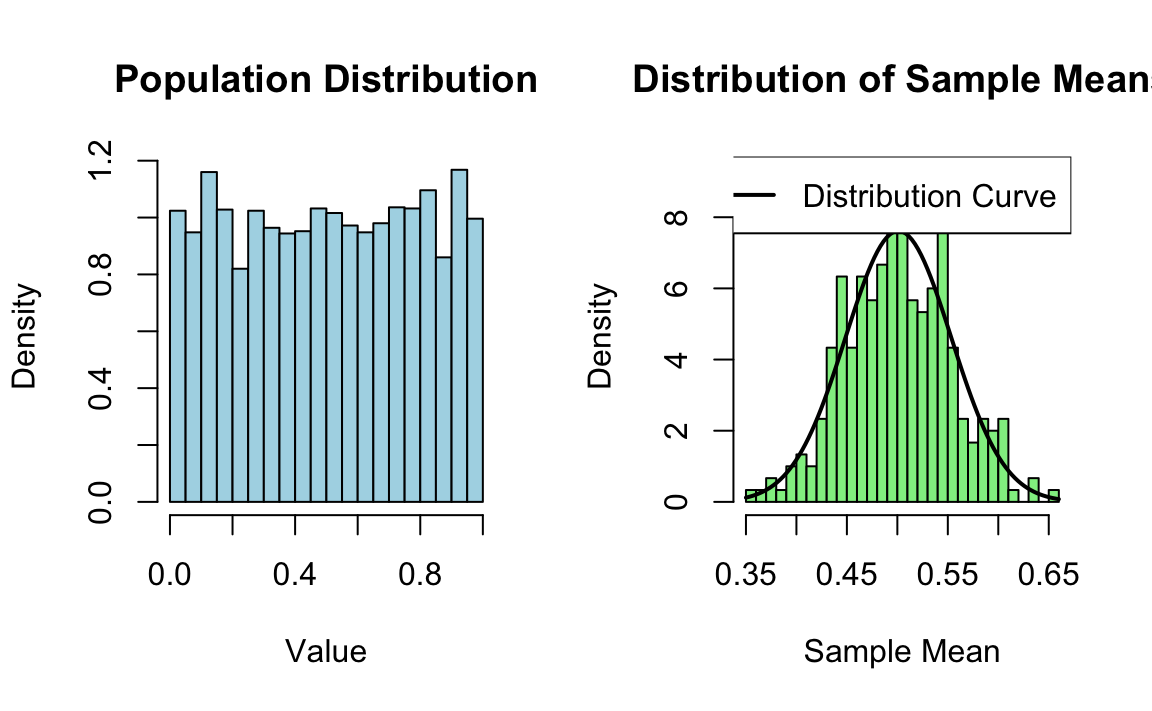 Population Distribution
Density
0.0 0.4 0.8 1.2
0.0 0.4 0.8
Value
Distribution of Sample Means
Distribution Curve
Density
0 2 4 6 8
0.35 0.45 0.55 0.65
Sample Mean